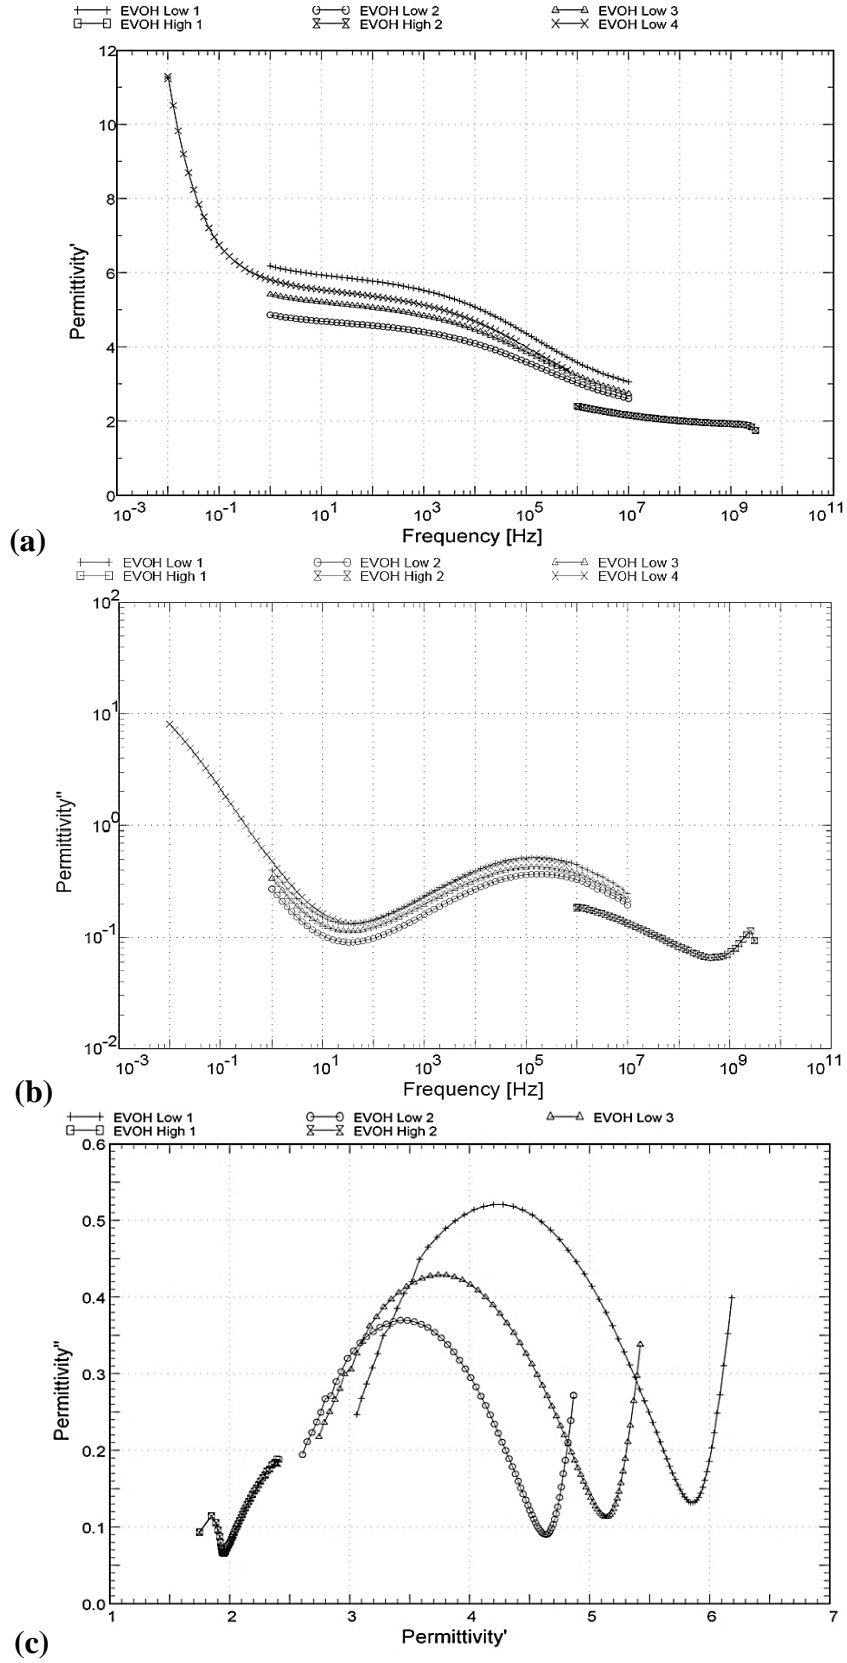 EVOH Low 1 EVOH Low 2 EVOH Low 3
EVOH High 1 EVOH High 2 EVOH Low 4
12
10
8
6
4
2
0
Permittivity'
10-3 10-1 101 103 105 107 109 1011
Frequency [Hz]
(a)
EVOH Low 1 EVOH Low 2 EVOH Low 3
EVOH High 1 EVOH High 2 EVOH Low 4
102
101
100
10-1
10-2
Permittivity"
10-3 10-1 101 103 105 107 109 1011
Frequency [Hz]
(b)
EVOH Low 1 EVOH Low 2 EVOH Low 3
EVOH High 1 EVOH High 2
0.6
0.5
0.4
0.3
0.2
0.1
0.0
Permittivity"
1 2 3 4 5 6 7
Permittivity'
(c)